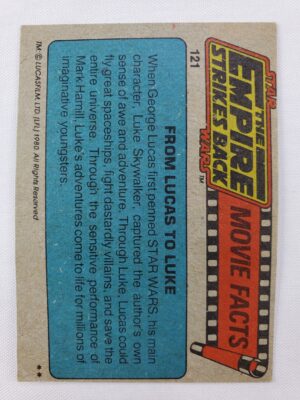 STAR
THE
EMPIRE
STRIKES BACK
WARS™
MOVIE FACTS
121
FROM LUCAS TO LUKE
When George Lucas first penned STAR WARS, his main
character, Luke Skywalker, captured the author's own
sense of awe and adventure. Through Luke, Lucas could
fly great spaceships, fight dastardly villains, and save the
entire universe. Through the sensitive performance of
Mark Hamill, Luke's adventures come to life for millions of
imaginative youngsters.
TM: © LUCASFILM, LTD. (LFL) 1980. All Rights Reserved.
**